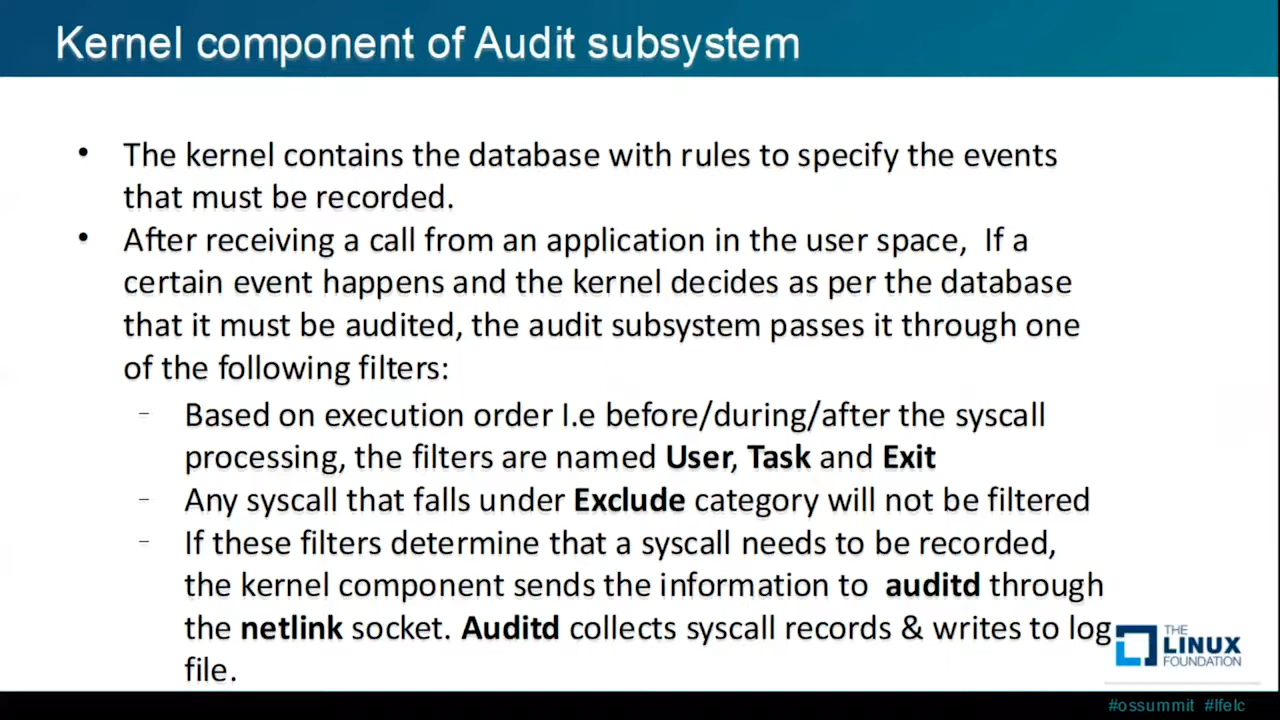 Kernel component of Audit subsystem
• The kernel contains the database with rules to specify the events
that must be recorded.
• After receiving a call from an application in the user space,  If a
certain event happens and the kernel decides as per the database
that it must be audited, the audit subsystem passes it through one
of the following filters:
– Based on execution order I.e before/during/after the syscall
processing, the filters are named User, Task and Exit
– Any syscall that falls under Exclude category will not be filtered
– If these filters determine that a syscall needs to be recorded,
the kernel component sends the information to  auditd through
the netlink socket. Auditd collects syscall records & writes to log
file.
THE
LINUX
FOUNDATION
#ossummit #lfelc